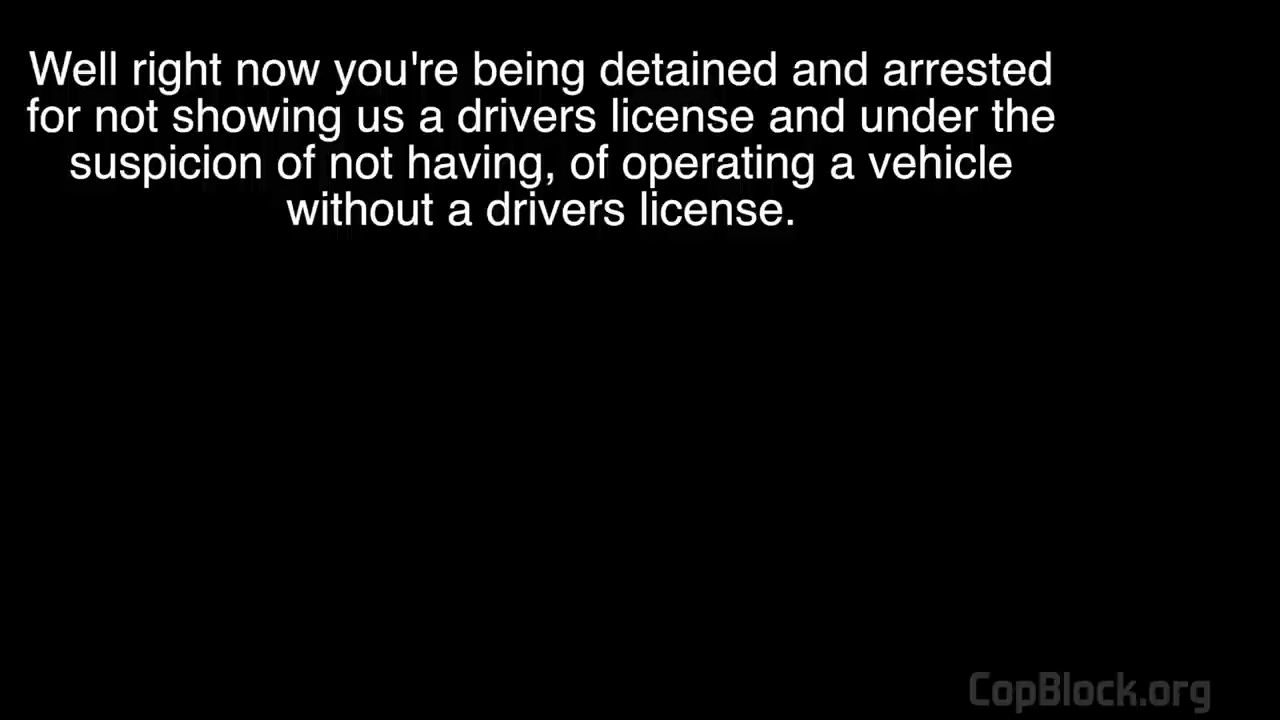 Well right now you're being detained and arrested
for not showing us a drivers license and under the
suspicion of not having, of operating a vehicle
without a drivers license.
CopBlock.org